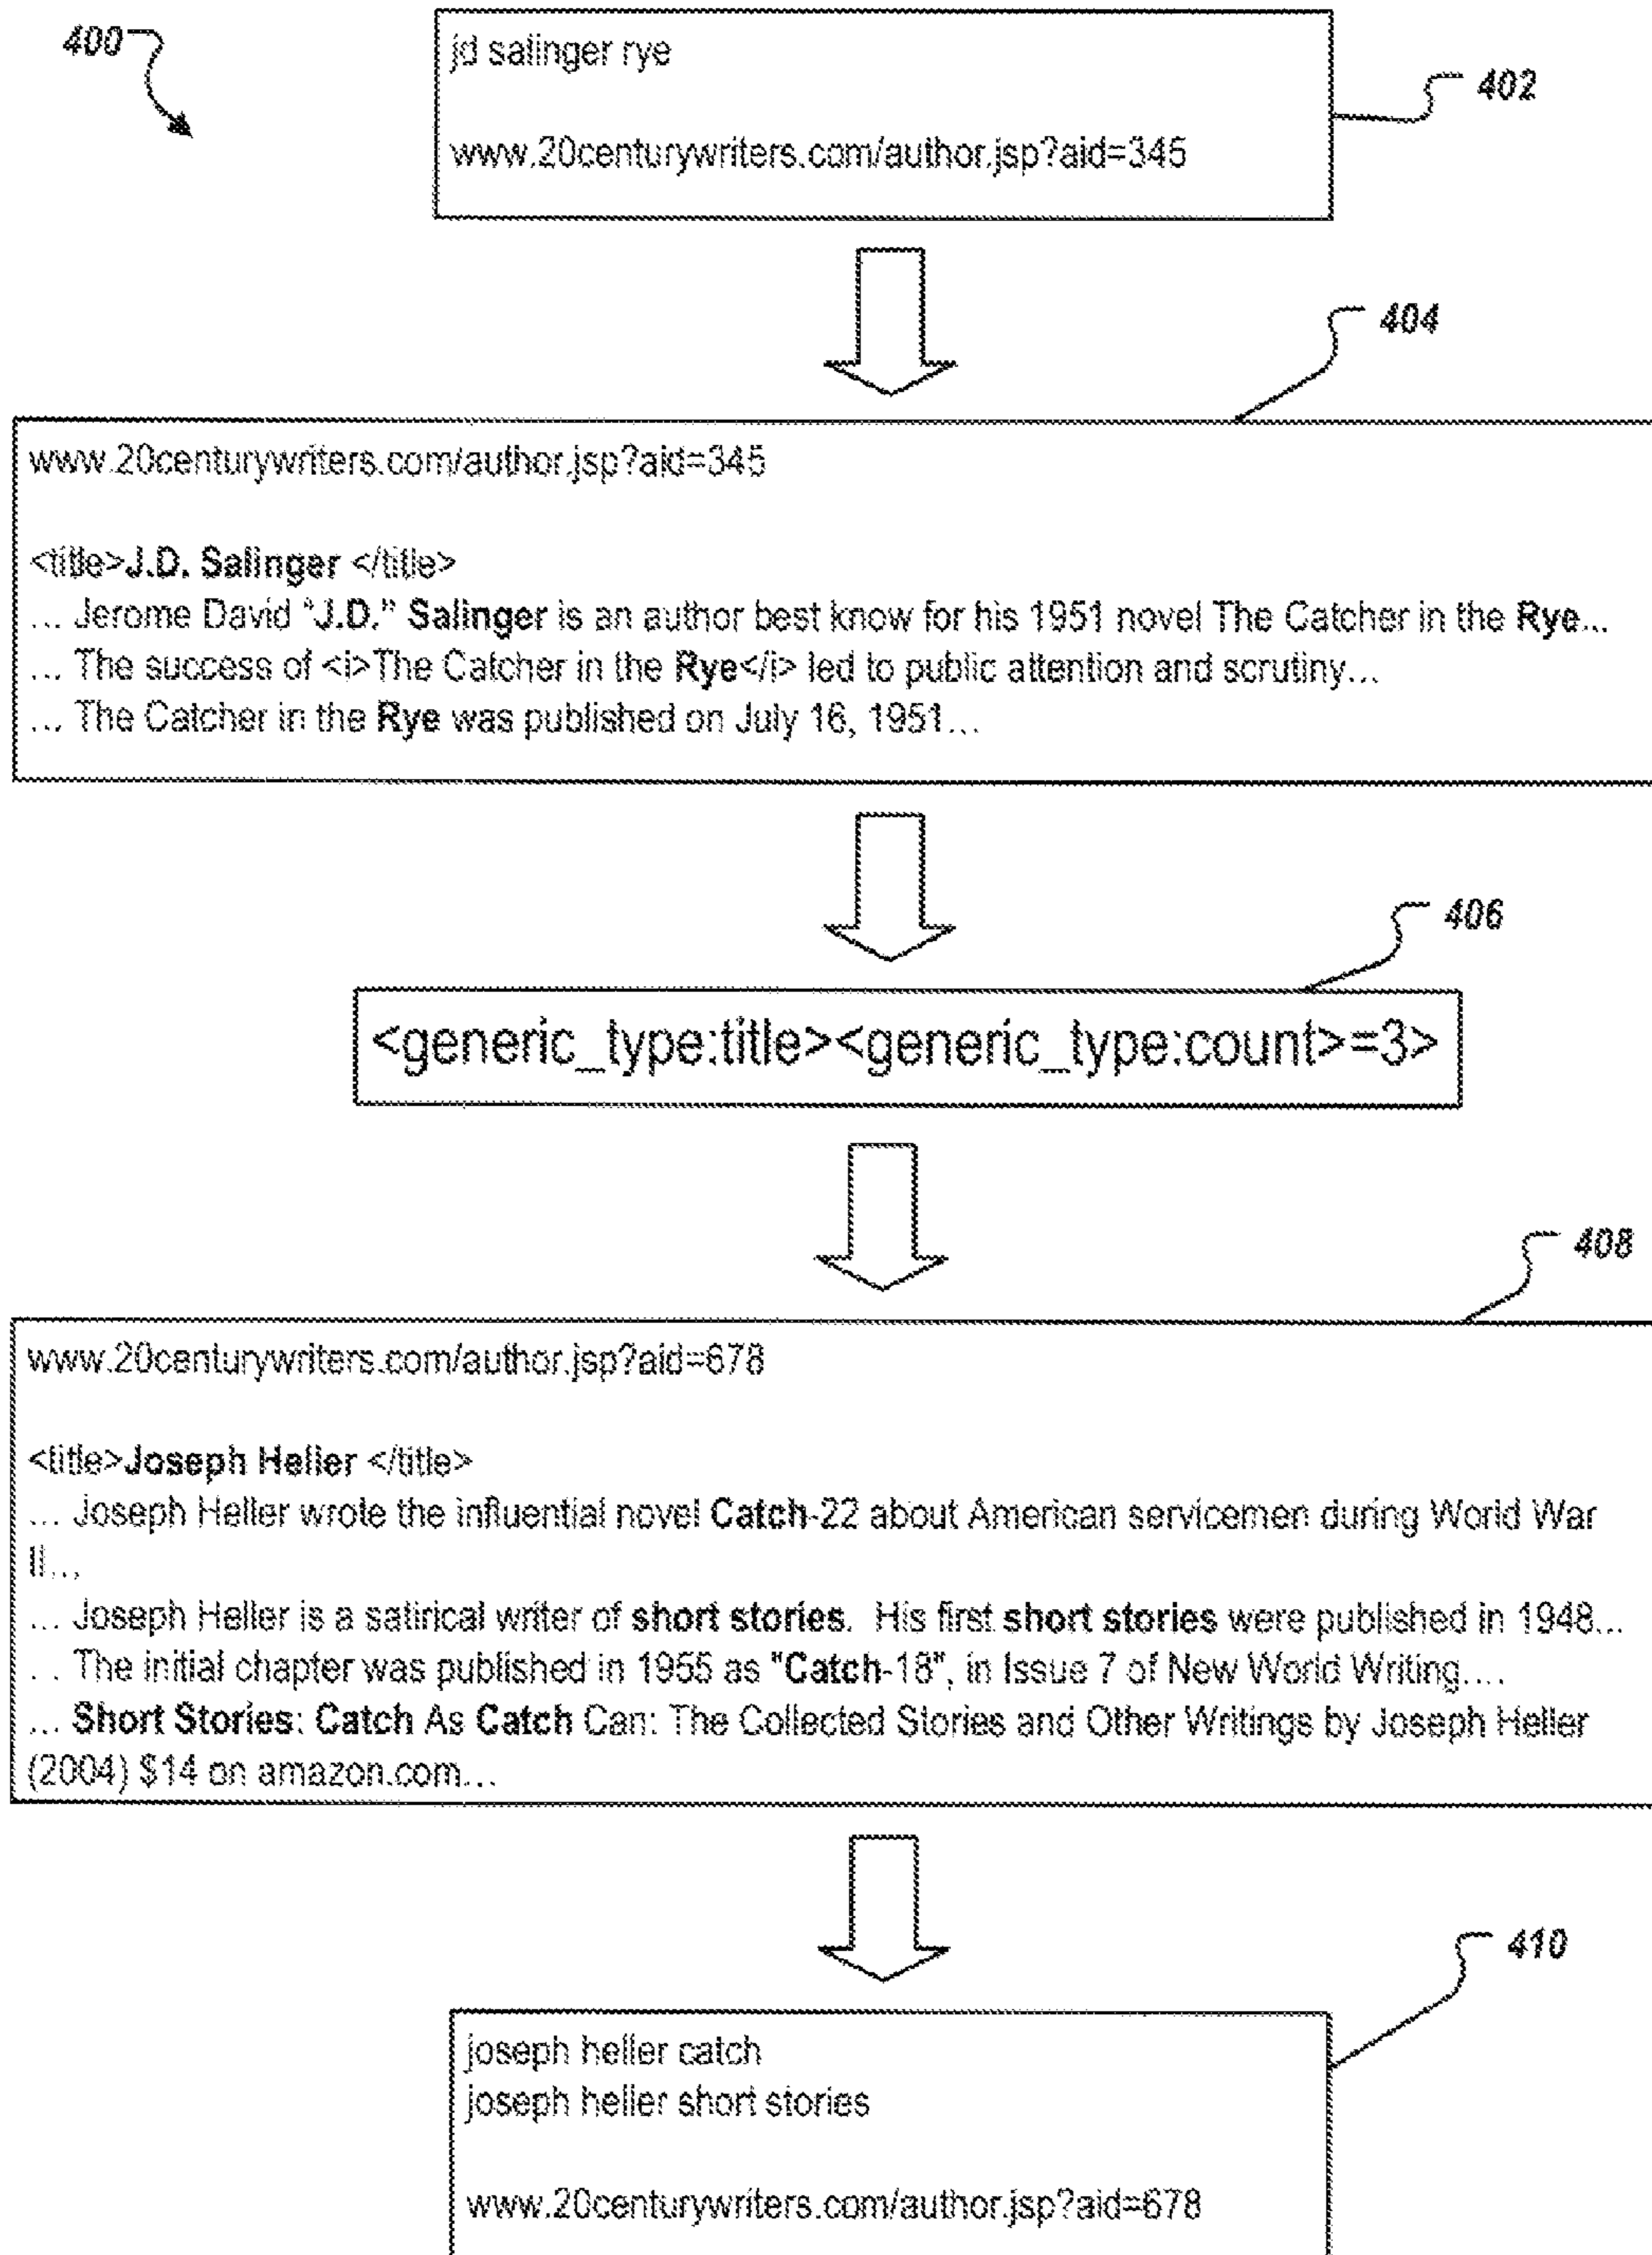 400
jd salinger rye
402
www.20centurywriters.com/author.jsp?aid=345
404
www.20centurywriters.com/author.jsp?aid=345
<title>J.D. Salinger </title>
... Jerome David "J.D." Salinger is an author best know for his 1951 novel The Catcher in the Rye...
... The success of <i>The Catcher in the Rye</i> led to public attention and scrutiny...
... The Catcher in the Rye was published on July 16, 1951...
406
<generic_type:title><generic_type:count>=3>
408
www.20centurywriters.com/author.jsp?aid=678
<title>Joseph Heller </title>
... Joseph Heller wrote the influential novel Catch-22 about American servicemen during World War
II...
... Joseph Heller is a satirical writer of short stories. His first short stories were published in 1948...
. . The initial chapter was published in 1955 as "Catch-18", in Issue 7 of New World Writing....
... Short Stories: Catch As Catch Can: The Collected Stories and Other Writings by Joseph Heller
(2004) $14 on amazon.com...
410
joseph heller catch
joseph heller short stories
www.20centurywriters.com/author.jsp?aid=678